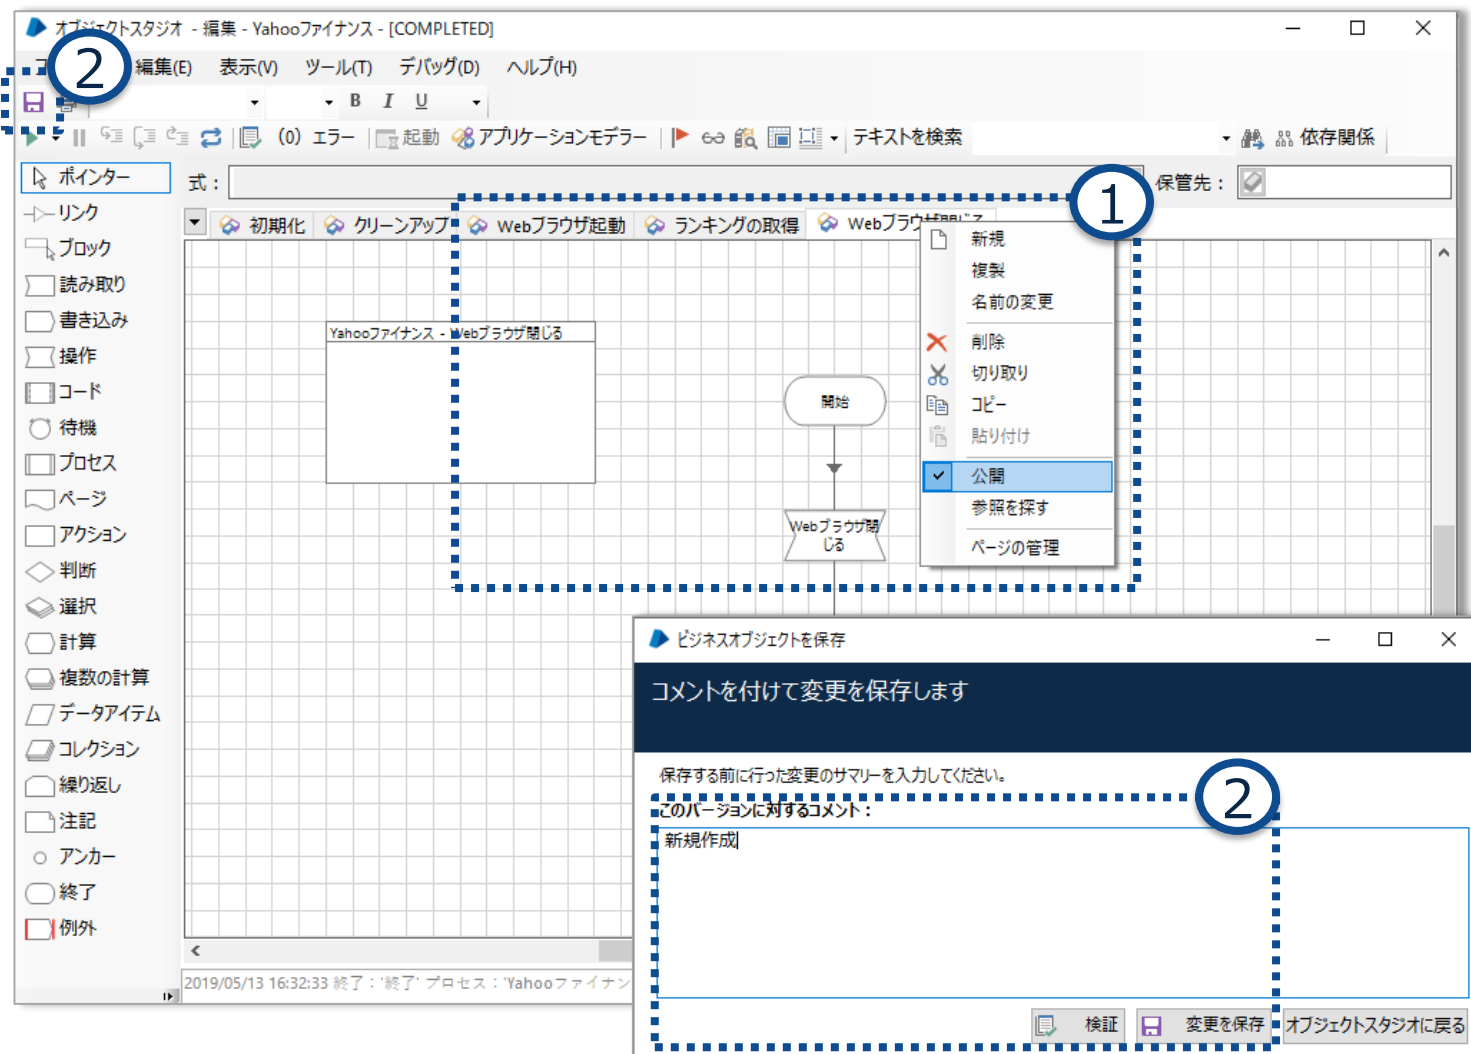 オブジェクトスタジオ - 編集 - Yahooファイナンス - [COMPLETED]
2
編集(E) 表示(V) ツール(T) デバッグ(D) ヘルプ(H)
B I U
(0) エラー 起動 アプリケーションモデラー テキストを検索 依存関係
ポインター
式： 保管先：
1
リンク
初期化 クリーンアップ Webブラウザ起動 ランキングの取得 Webブラウザ閉じる
ブロック
読み取り
書き込み
操作
コード
待機
プロセス
ページ
アクション
判断
選択
計算
複数の計算
データアイテム
コレクション
繰り返し
注記
アンカー
終了
例外
Yahooファイナンス - Webブラウザ閉じる
開始
Webブラウザ閉
じる
新規
複製
名前の変更
削除
切り取り
コピー
貼り付け
公開
参照を探す
ページの管理
2019/05/13 16:32:33 終了：'終了' プロセス：'Yahooファイナン
ビジネスオブジェクトを保存
コメントを付けて変更を保存します
保存する前に行った変更のサマリーを入力してください。
2
このバージョンに対するコメント：
新規作成
検証 変更を保存 オブジェクトスタジオに戻る